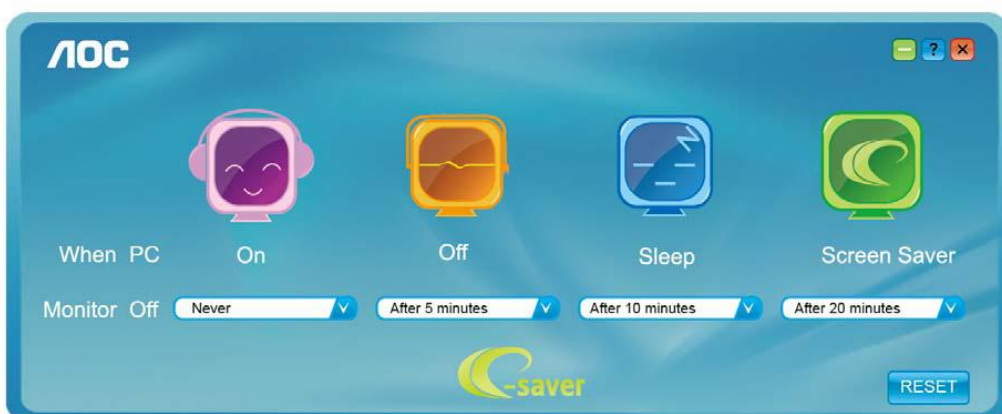 AOC
?
When PC On Off Sleep Screen Saver
Monitor Off Never After 5 minutes After 10 minutes After 20 minutes
e-saver
RESET